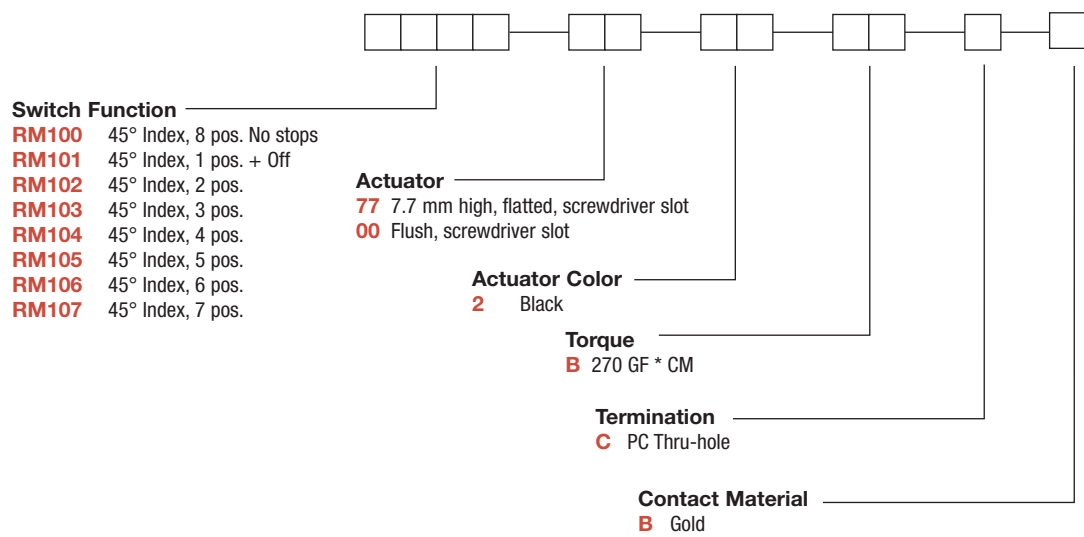 Switch Function
RM100 45° Index, 8 pos. No stops
RM101 45° Index, 1 pos. + Off
RM102 45° Index, 2 pos.
RM103 45° Index, 3 pos.
RM104 45° Index, 4 pos.
RM105 45° Index, 5 pos.
RM106 45° Index, 6 pos.
RM107 45° Index, 7 pos.
Actuator
77 7.7 mm high, flatted, screwdriver slot
00 Flush, screwdriver slot
Actuator Color
2 Black
Torque
B 270 GF * CM
Termination
C PC Thru-hole
Contact Material
B Gold